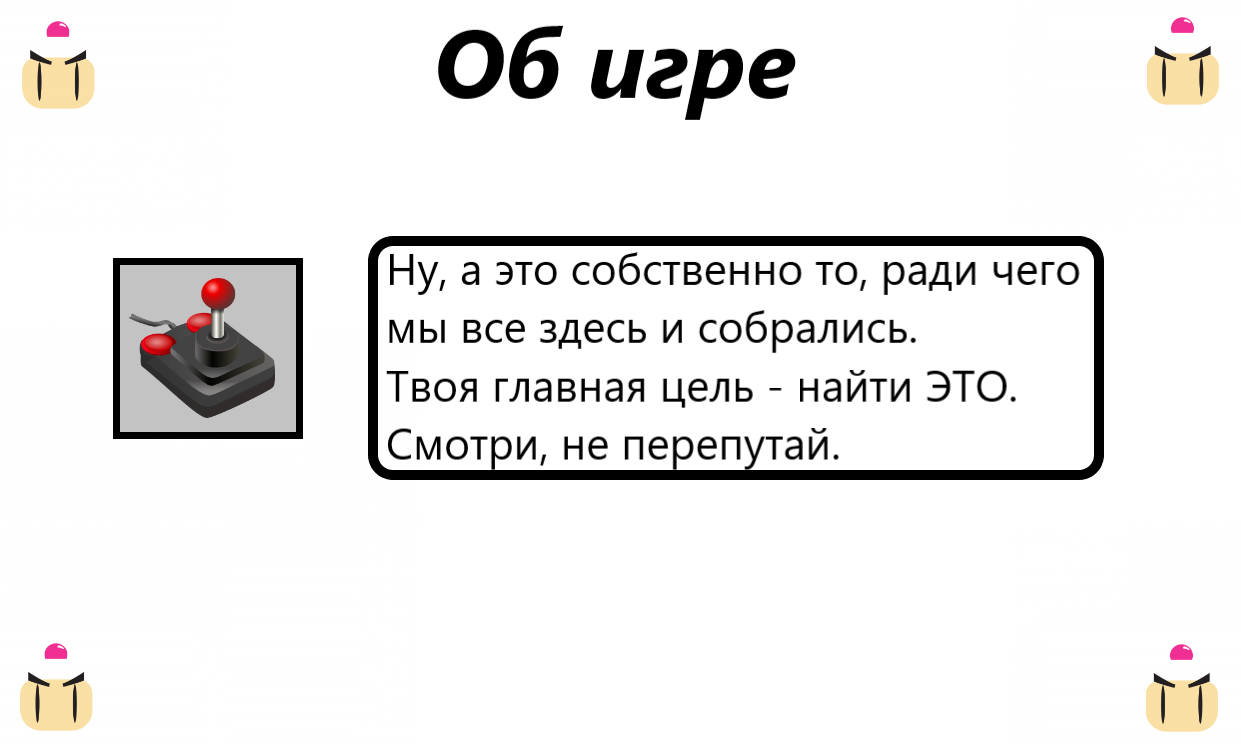 Об игре
Ну, а это собственно то, ради чего
мы все здесь и собрались.
Твоя главная цель - найти ЭТО.
Смотри, не перепутай.